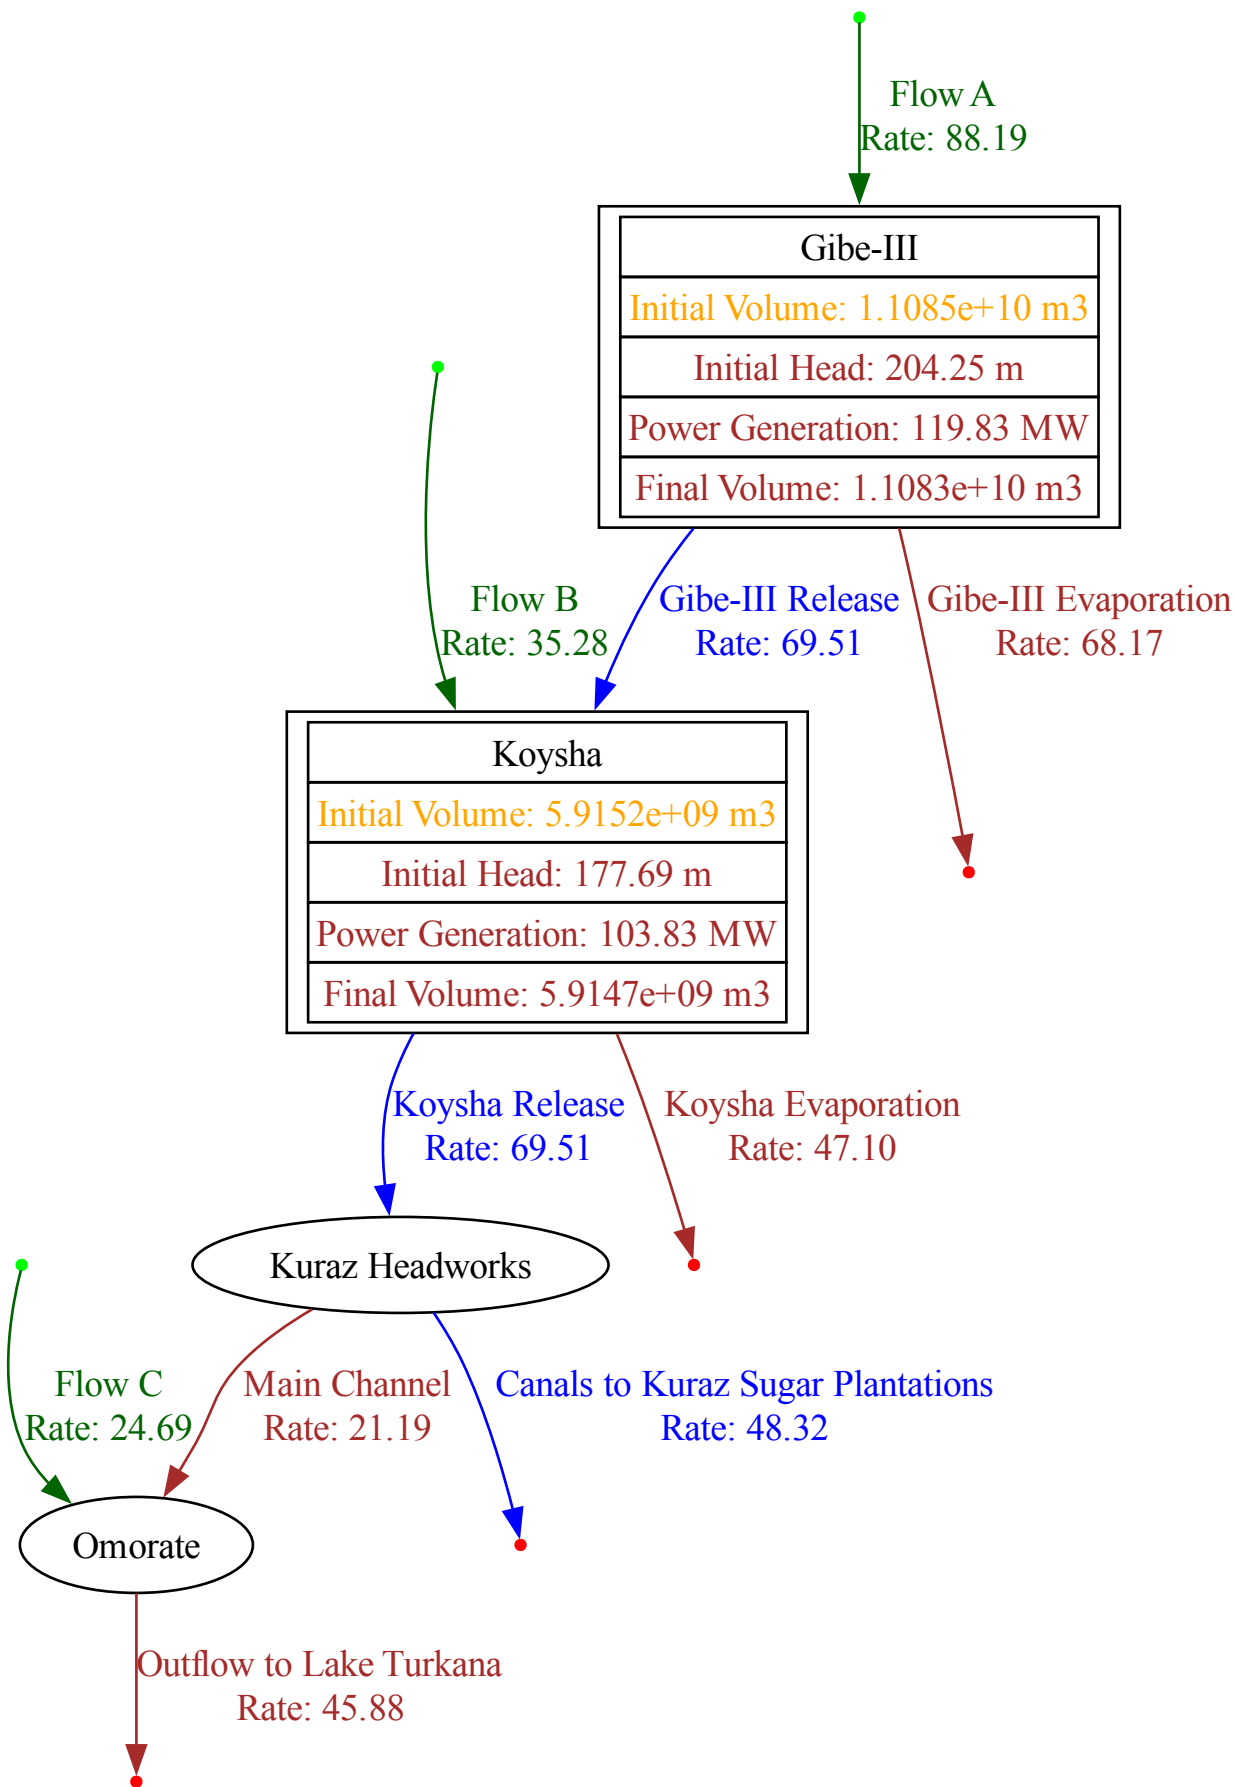 Flow A
Rate: 88.19
Gibe-III
Initial Volume: 1.1085e+10 m3
Initial Head: 204.25 m
Power Generation: 119.83 MW
Final Volume: 1.1083e+10 m3
Flow B
Rate: 35.28
Gibe-III Release
Rate: 69.51
Gibe-III Evaporation
Rate: 68.17
Koysha
Initial Volume: 5.9152e+09 m3
Initial Head: 177.69 m
Power Generation: 103.83 MW
Final Volume: 5.9147e+09 m3
Koysha Release
Rate: 69.51
Koysha Evaporation
Rate: 47.10
Kuraz Headworks
Flow C
Rate: 24.69
Main Channel
Rate: 21.19
Canals to Kuraz Sugar Plantations
Rate: 48.32
Omorate
Outflow to Lake Turkana
Rate: 45.88